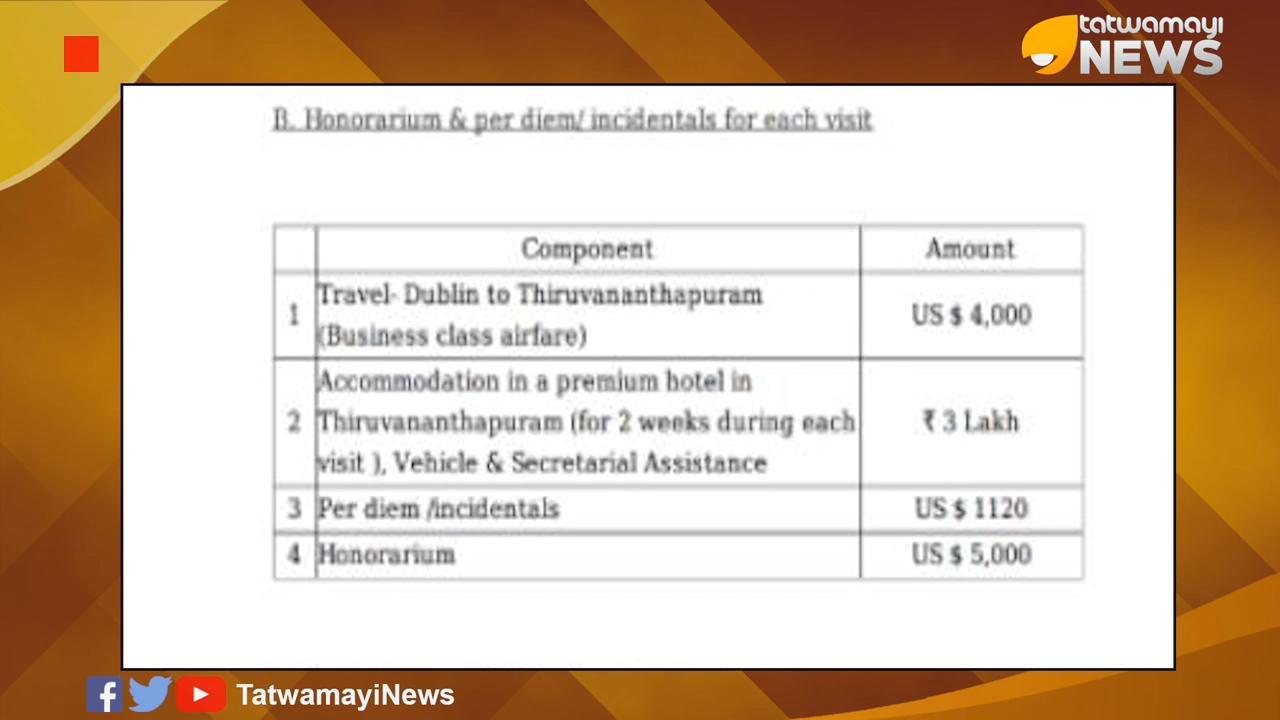 tatwamayi
NEWS
B. Honorarium & per diem/ incidentals for each visit
Component
Amount
1
Travel- Dublin to Thiruvananthapuram
(Business class airfare)
US $ 4,000
2
Accommodation in a premium hotel in
Thiruvananthapuram (for 2 weeks during each
visit ), Vehicle & Secretarial Assistance
₹ 3 Lakh
3
Per diem /incidentals
US $ 1120
4
Honorarium
US $ 5,000
TatwamayiNews